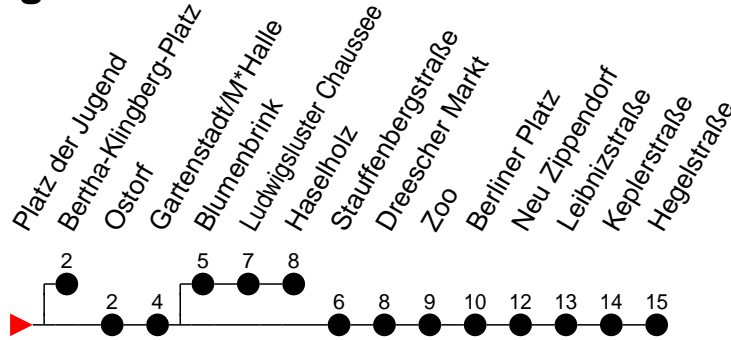 Platz der Jugend
Bertha-Klingberg-Platz
Ostorf
Gartenstadt/M*Halle
Blumenbrink
Ludwigsluster Chaussee
Haselholz
Stauffenbergstraße
Dreescher Markt
Zoo
Berliner Platz
Neu Zippendorf
Leibnizstraße
Keplerstraße
Hegelstraße
2 5 7 8
2 4 6 8 9 10 12 13 14 15